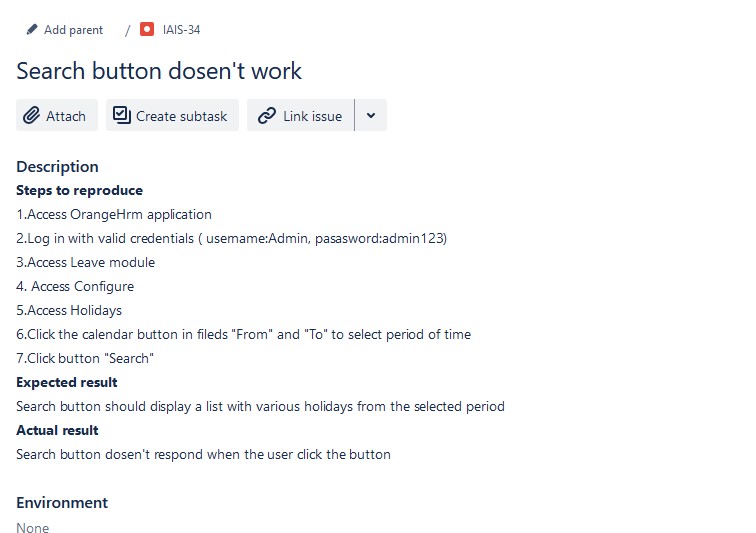 Add parent / IAIS-34
Search button dosen't work
Attach Create subtask Link issue
Description
Steps to reproduce
1.Access OrangeHrm application
2.Log in with valid credentials ( username:Admin, pasasword:admin123)
3.Access Leave module
4. Access Configure
5.Access Holidays
6.Click the calendar button in fileds "From" and "To" to select period of time
7.Click button "Search"
Expected result
Search button should display a list with various holidays from the selected period
Actual result
Search button dosen't respond when the user click the button
Environment
None